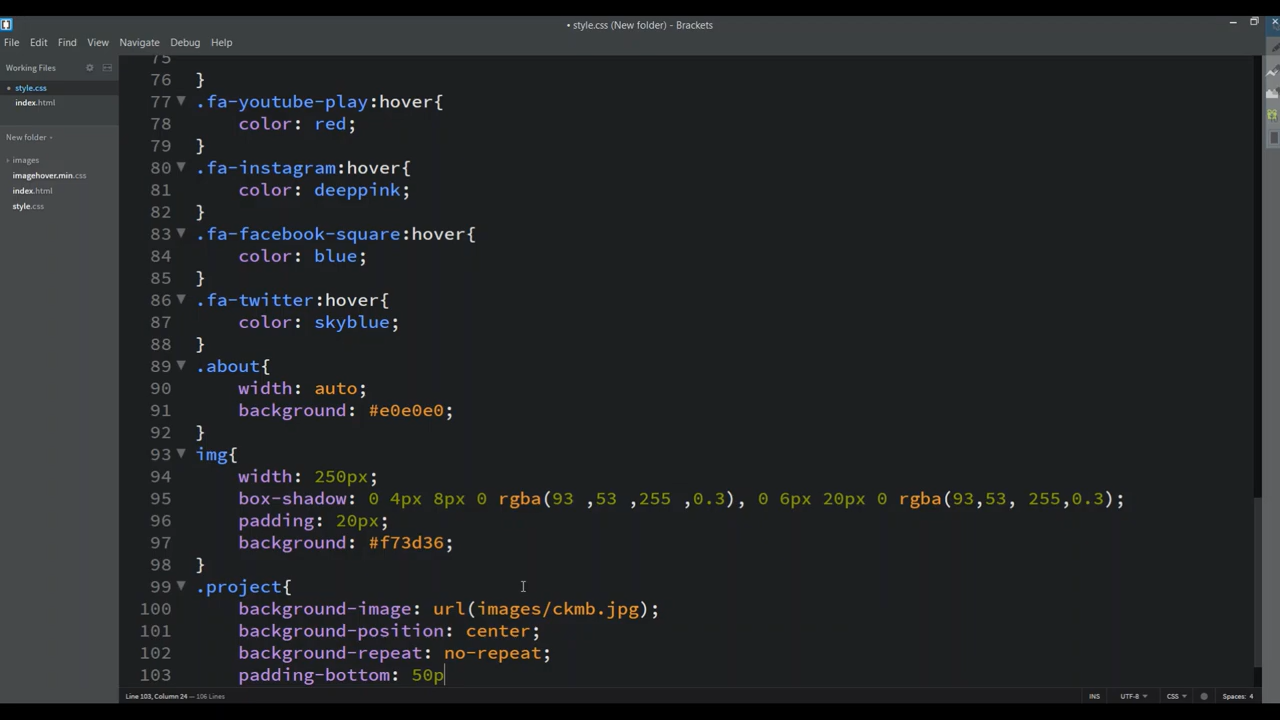 • style.css (New folder) - Brackets
File Edit Find View Navigate Debug Help
Working Files
style.css
index.html
New folder
images
imagehover.min.css
index.html
style.css
75
76 }
77 .fa-youtube-play:hover{
78 color: red;
79 }
80 .fa-instagram:hover{
81 color: deeppink;
82 }
83 .fa-facebook-square:hover{
84 color: blue;
85 }
86 .fa-twitter:hover{
87 color: skyblue;
88 }
89 .about{
90 width: auto;
91 background: #e0e0e0;
92 }
93 img{
94 width: 250px;
95 box-shadow: 0 4px 8px 0 rgba(93 ,53 ,255 ,0.3), 0 6px 20px 0 rgba(93,53, 255,0.3);
96 padding: 20px;
97 background: #f73d36;
98 }
99 .project{
100 background-image: url(images/ckmb.jpg);
101 background-position: center;
102 background-repeat: no-repeat;
103 padding-bottom: 50p
Line 103, Column 24 — 106 Lines
INS UTF-8 CSS Spaces: 4